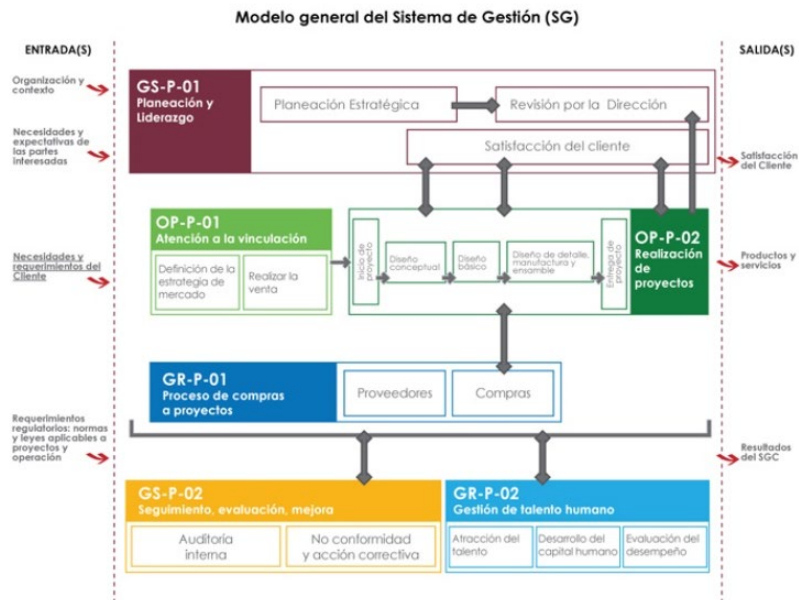 Modelo general del Sistema de Gestión (SG)
ENTRADA(S)
SALIDA(S)
Organización y
contexto
Necesidades y
expectativas de
las partes
interesadas
Necesidades y
requerimientos del
Cliente
Requerimientos
regulatorios: normas
y leyes aplicables a
proyectos y
operación
GS-P-01
Planeación y
Liderazgo
Planeación Estratégica
Revisión por la Dirección
Satisfacción del cliente
OP-P-01
Atención a la vinculación
Definición de la
estrategia de
mercado
Realizar la
venta
Inicio de
proyecto
Diseño
conceptual
Diseño
básico
Diseño de detalle,
manufactura y
ensamble
Entrega de
proyecto
OP-P-02
Realización
de
proyectos
GR-P-01
Proceso de compras
a proyectos
Proveedores
Compras
GS-P-02
Seguimiento, evaluación, mejora
Auditoría
interna
No conformidad
y acción correctiva
GR-P-02
Gestión de talento humano
Atracción del
talento
Desarrollo del
capital humano
Evaluación del
desempeño
Satisfacción
del Cliente
Productos y
servicios
Resultados
del SGC